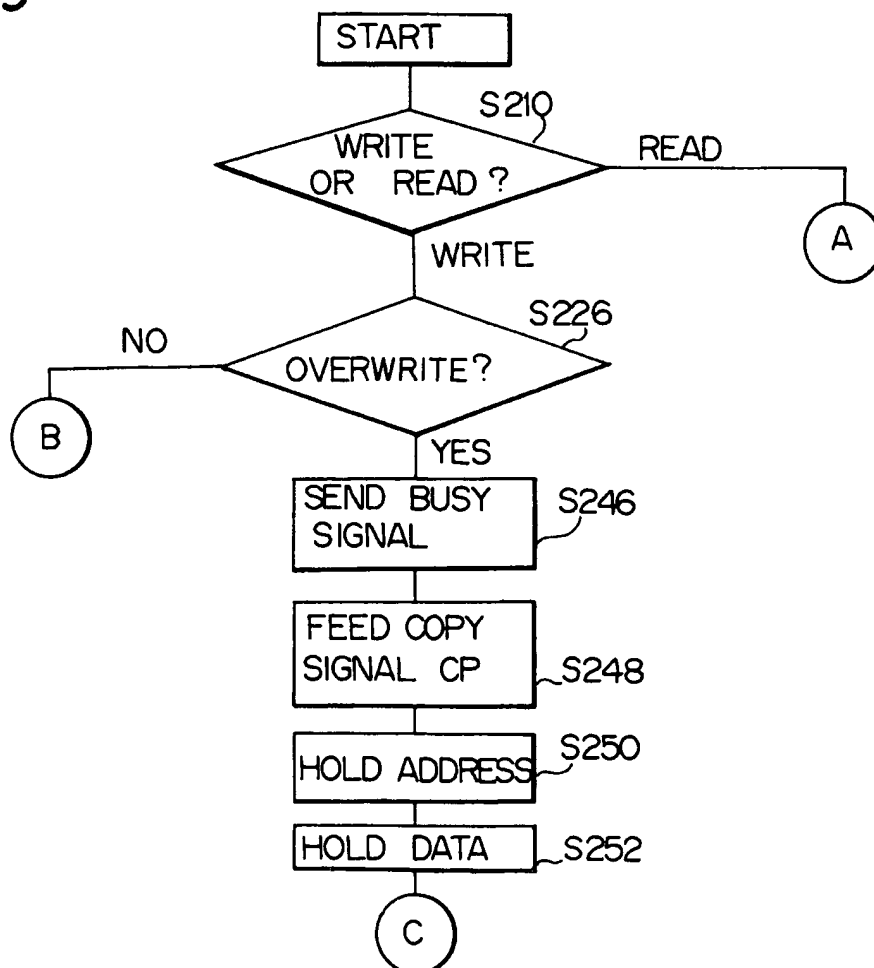 START
S210
WRITE
OR READ?
READ
A
WRITE
S226
NO
OVERWRITE?
B
YES
SEND BUSY
SIGNAL
S246
FEED COPY
SIGNAL CP
S248
HOLD ADDRESS
S250
HOLD DATA
S252
C